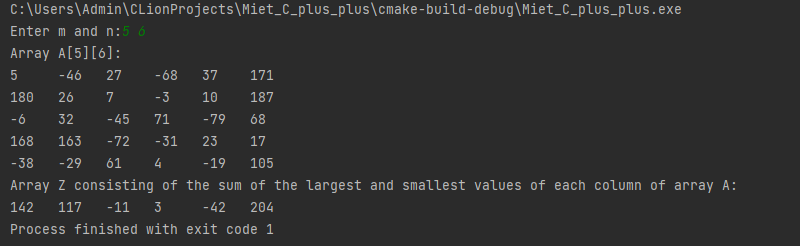 C:\Users\Admin\CLionProjects\Miet_C_plus_plus\cmake-build-debug\Miet_C_plus_plus.exe
Enter m and n:5 6
Array A[5][6]:
5 -46 27 -68 37 171
180 26 7 -3 10 187
-6 32 -45 71 -79 68
168 163 -72 -31 23 17
-38 -29 61 4 -19 105
Array Z consisting of the sum of the largest and smallest values of each column of array A:
142 117 -11 3 -42 204
Process finished with exit code 1